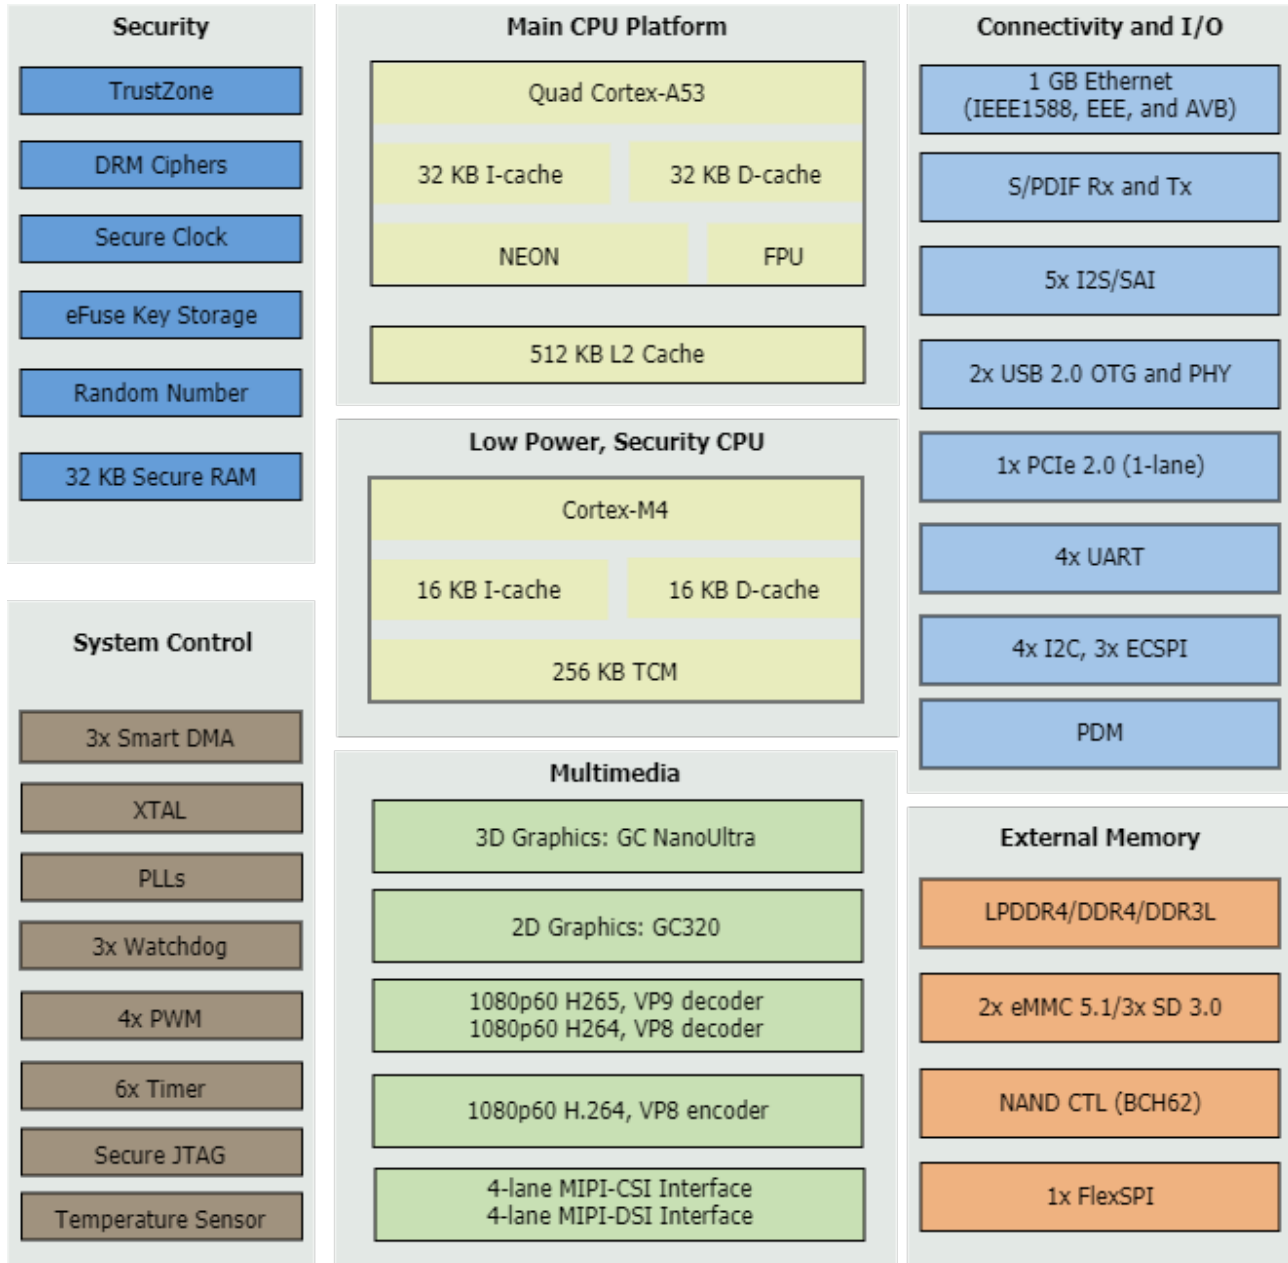 Security
TrustZone
DRM Ciphers
Secure Clock
eFuse Key Storage
Random Number
32 KB Secure RAM
System Control
3x Smart DMA
XTAL
PLLs
3x Watchdog
4x PWM
6x Timer
Secure JTAG
Temperature Sensor
Main CPU Platform
Quad Cortex-A53
32 KB I-cache
32 KB D-cache
NEON
FPU
512 KB L2 Cache
Low Power, Security CPU
Cortex-M4
16 KB I-cache
16 KB D-cache
256 KB TCM
Multimedia
3D Graphics: GC NanoUltra
2D Graphics: GC320
1080p60 H265, VP9 decoder
1080p60 H264, VP8 decoder
1080p60 H.264, VP8 encoder
4-lane MIPI-CSI Interface
4-lane MIPI-DSI Interface
Connectivity and I/O
1 GB Ethernet
(IEEE1588, EEE, and AVB)
S/PDIF Rx and Tx
5x I2S/SAI
2x USB 2.0 OTG and PHY
1x PCIe 2.0 (1-lane)
4x UART
4x I2C, 3x ECSPI
PDM
External Memory
LPDDR4/DDR4/DDR3L
2x eMMC 5.1/3x SD 3.0
NAND CTL (BCH62)
1x FlexSPI